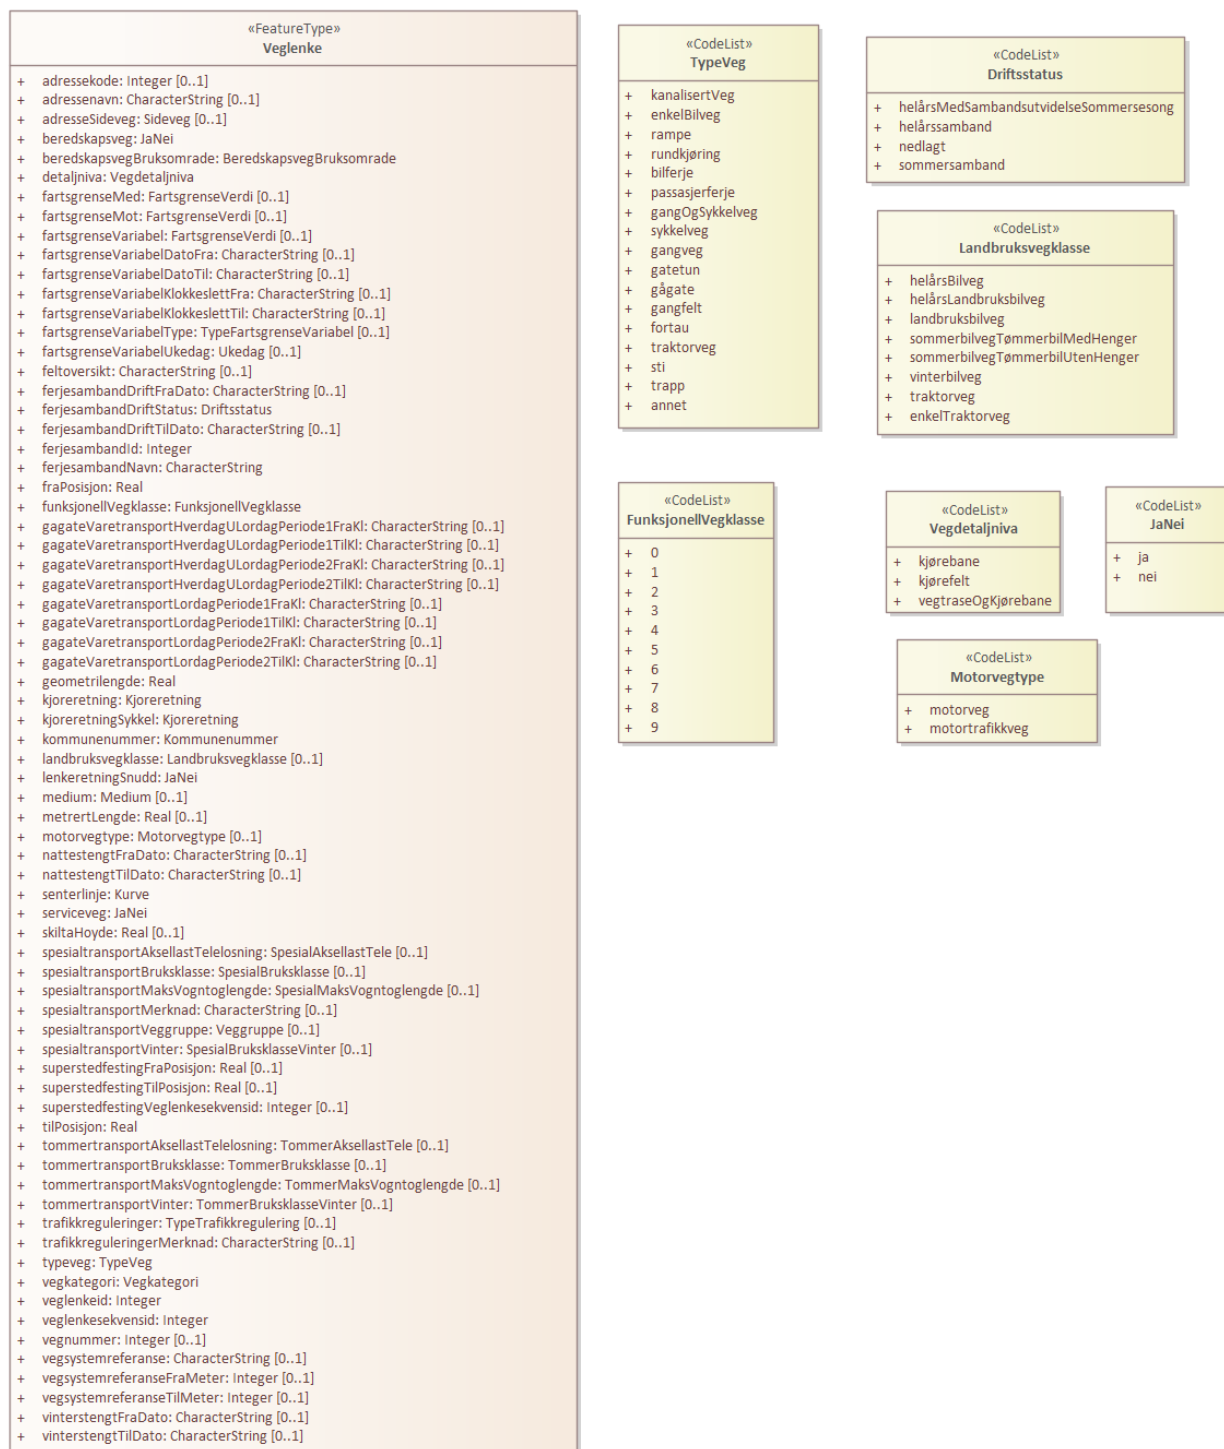 «FeatureType»
Veglenke
+ adressekode: Integer [0..1]
+ adressenavn: CharacterString [0..1]
+ adresseSideveg: Sideveg [0..1]
+ beredskapsveg: JaNei
+ beredskapsvegBruksomrade: BeredskapsvegBruksomrade
+ detaljniva: Vegdetaljniva
+ fartsgrenseMed: FartsgrenseVerdi [0..1]
+ fartsgrenseMot: FartsgrenseVerdi [0..1]
+ fartsgrenseVariabel: FartsgrenseVerdi [0..1]
+ fartsgrenseVariabelDatoFra: CharacterString [0..1]
+ fartsgrenseVariabelDatoTil: CharacterString [0..1]
+ fartsgrenseVariabelKlokkeslettFra: CharacterString [0..1]
+ fartsgrenseVariabelKlokkeslettTil: CharacterString [0..1]
+ fartsgrenseVariabelType: TypeFartsgrenseVariabel [0..1]
+ fartsgrenseVariabelUkedag: Ukedag [0..1]
+ feltoversikt: CharacterString [0..1]
+ ferjesambandDriftFraDato: CharacterString [0..1]
+ ferjesambandDriftStatus: Driftsstatus
+ ferjesambandDriftTilDato: CharacterString [0..1]
+ ferjesambandId: Integer
+ ferjesambandNavn: CharacterString
+ fraPosisjon: Real
+ funksjonellVegklasse: FunksjonellVegklasse
+ gagateVaretransportHverdagULordagPeriode1FraKl: CharacterString [0..1]
+ gagateVaretransportHverdagULordagPeriode1TilKl: CharacterString [0..1]
+ gagateVaretransportHverdagULordagPeriode2FraKl: CharacterString [0..1]
+ gagateVaretransportHverdagULordagPeriode2TilKl: CharacterString [0..1]
+ gagateVaretransportLordagPeriode1FraKl: CharacterString [0..1]
+ gagateVaretransportLordagPeriode1TilKl: CharacterString [0..1]
+ gagateVaretransportLordagPeriode2FraKl: CharacterString [0..1]
+ gagateVaretransportLordagPeriode2TilKl: CharacterString [0..1]
+ geometrilengde: Real
+ kjoreretning: Kjoreretning
+ kjoreretningSykkel: Kjoreretning
+ kommunenummer: Kommunenummer
+ landbruksvegklasse: Landbruksvegklasse [0..1]
+ lenkeretningSnudd: JaNei
+ medium: Medium [0..1]
+ metrertLengde: Real [0..1]
+ motorvegtype: Motorvegtype [0..1]
+ nattestengtFraDato: CharacterString [0..1]
+ nattestengtTilDato: CharacterString [0..1]
+ senterlinje: Kurve
+ serviceveg: JaNei
+ skiltaHoyde: Real [0..1]
+ spesialtransportAksellastTelelosning: SpesialAksellastTele [0..1]
+ spesialtransportBruksklasse: SpesialBruksklasse [0..1]
+ spesialtransportMaksVogntoglengde: SpesialMaksVogntoglengde [0..1]
+ spesialtransportMerknad: CharacterString [0..1]
+ spesialtransportVeggruppe: Veggruppe [0..1]
+ spesialtransportVinter: SpesialBruksklasseVinter [0..1]
+ superstedfestingFraPosisjon: Real [0..1]
+ superstedfestingTilPosisjon: Real [0..1]
+ superstedfestingVeglenkesekvensid: Integer [0..1]
+ tilPosisjon: Real
+ tommertransportAksellastTelelosning: TommerAksellastTele [0..1]
+ tommertransportBruksklasse: TommerBruksklasse [0..1]
+ tommertransportMaksVogntoglengde: TommerMaksVogntoglengde [0..1]
+ tommertransportVinter: TommerBruksklasseVinter [0..1]
+ trafikkreguleringer: TypeTrafikkregulering [0..1]
+ trafikkreguleringerMerknad: CharacterString [0..1]
+ typeveg: TypeVeg
+ vegkategori: Vegkategori
+ veglenkeid: Integer
+ veglenkesekvensid: Integer
+ vegnummer: Integer [0..1]
+ vegsystemreferanse: CharacterString [0..1]
+ vegsystemreferanseFraMeter: Integer [0..1]
+ vegsystemreferanseTilMeter: Integer [0..1]
+ vinterstengtFraDato: CharacterString [0..1]
+ vinterstengtTilDato: CharacterString [0..1]
«CodeList»
TypeVeg
+ kanalisertVeg
+ enkelBilveg
+ rampe
+ rundkjøring
+ bilferje
+ passasjerferje
+ gangOgSykkelveg
+ sykkelveg
+ gangveg
+ gatetun
+ gågate
+ gangfelt
+ fortau
+ traktorveg
+ sti
+ trapp
+ annet
«CodeList»
Driftsstatus
+ helårsMedSambandsutvidelseSommersesong
+ helårssamband
+ nedlagt
+ sommersamband
«CodeList»
Landbruksvegklasse
+ helårsBilveg
+ helårsLandbruksbilveg
+ landbruksbilveg
+ sommerbilvegTømmerbilMedHenger
+ sommerbilvegTømmerbilUtenHenger
+ vinterbilveg
+ traktorveg
+ enkelTraktorveg
«CodeList»
FunksjonellVegklasse
+ 0
+ 1
+ 2
+ 3
+ 4
+ 5
+ 6
+ 7
+ 8
+ 9
«CodeList»
Vegdetaljniva
+ kjørebane
+ kjørefelt
+ vegtraseOgKjørebane
«CodeList»
JaNei
+ ja
+ nei
«CodeList»
Motorvegtype
+ motorveg
+ motortrafikkveg